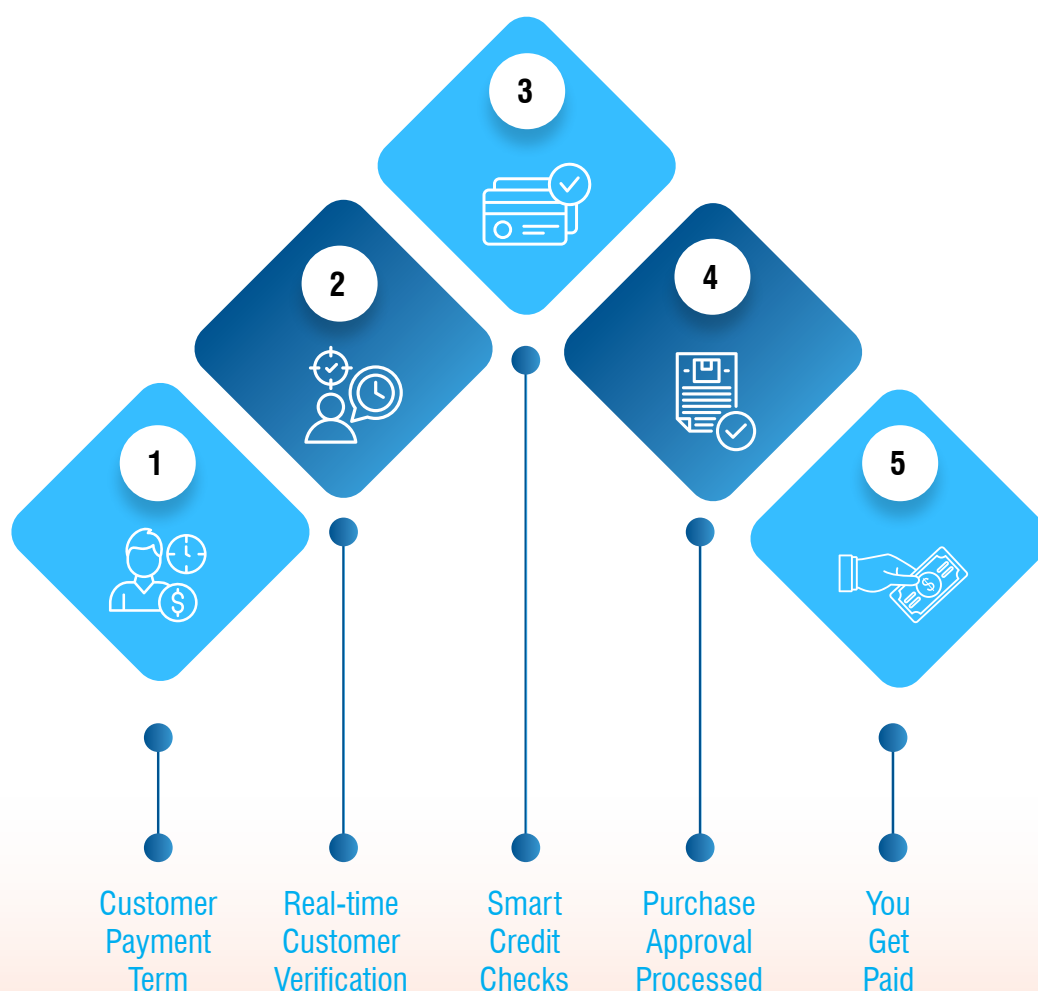 3
2
4
1
5
Customer
Payment
Term
Real-time
Customer
Verification
Smart
Credit
Checks
Purchase
Approval
Processed
You
Get
Paid